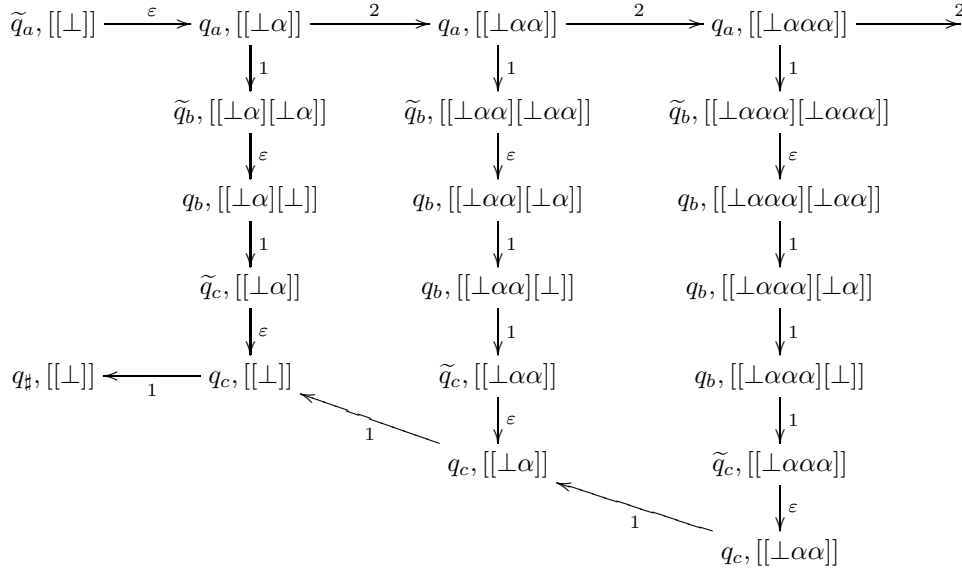 q̃_a, [[⊥]] ε q_a, [[⊥α]] 2 q_a, [[⊥αα]] 2 q_a, [[⊥ααα]] 2
1 1 1
q̃_b, [[⊥α][⊥α]] q̃_b, [[⊥αα][⊥αα]] q̃_b, [[⊥ααα][⊥ααα]]
ε ε ε
q_b, [[⊥α][⊥]] q_b, [[⊥αα][⊥α]] q_b, [[⊥ααα][⊥αα]]
1 1 1
q̃_c, [[⊥α]] q_b, [[⊥αα][⊥]] q_b, [[⊥ααα][⊥α]]
ε 1 1
q_♯, [[⊥]] 1 q_c, [[⊥]] q̃_c, [[⊥αα]] q_b, [[⊥ααα][⊥]]
1 ε 1
q_c, [[⊥α]] q̃_c, [[⊥ααα]]
1 ε
q_c, [[⊥αα]]